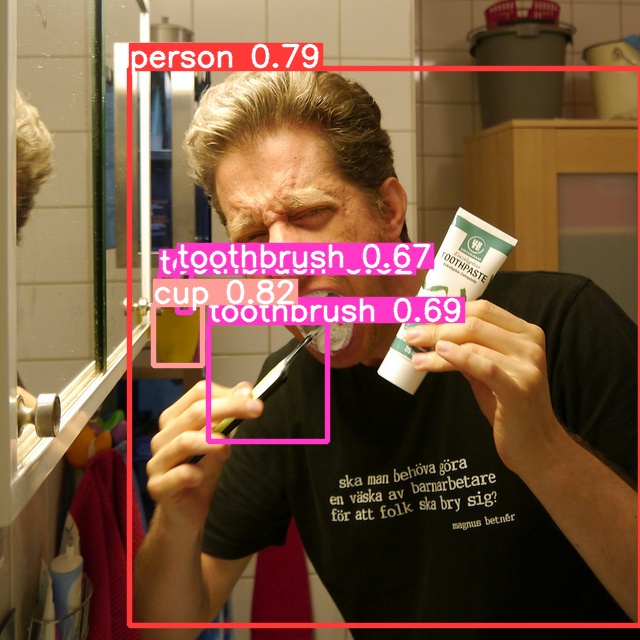 person 0.79
toothbrush 0.67
cup 0.82
toothbrush 0.69
TOOTHPASTE
ska man behöva göra
en väska av barnarbetare
för att folk ska bry sig?
magnus betnér